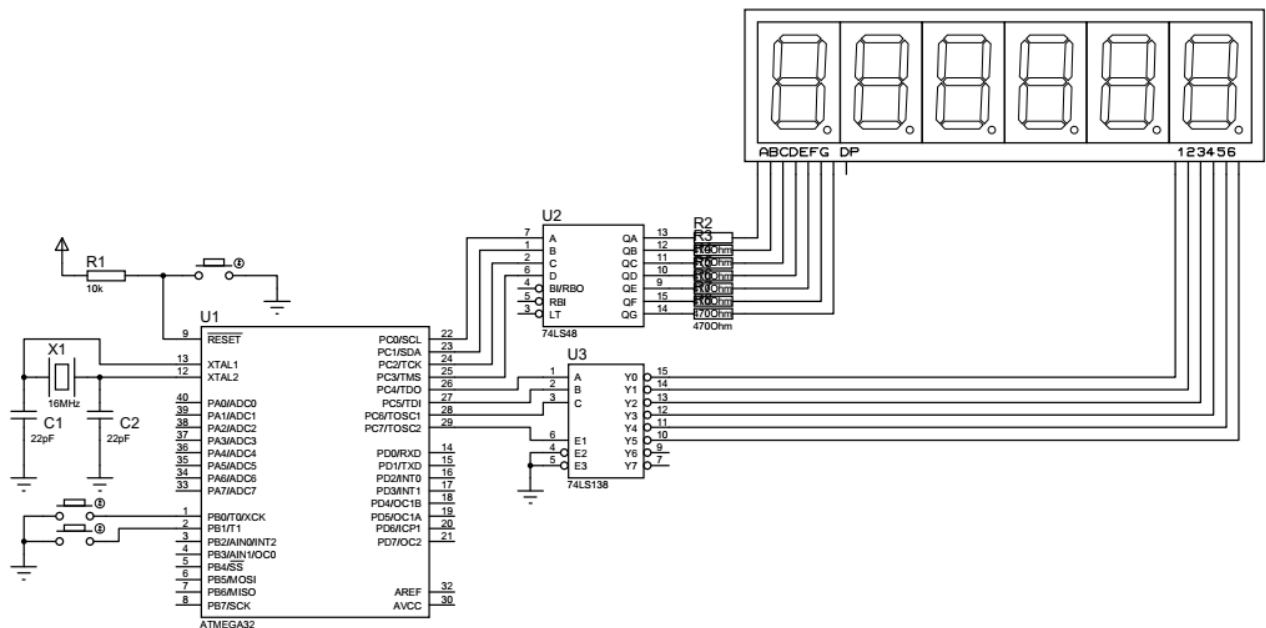 ABCDEFG DP
123456
R1
10k
U1
9
RESET
13
XTAL1
12
XTAL2
40
PA0/ADC0
39
PA1/ADC1
38
PA2/ADC2
37
PA3/ADC3
36
PA4/ADC4
35
PA5/ADC5
34
PA6/ADC6
33
PA7/ADC7
1
PB0/T0/XCK
2
PB1/T1
3
PB2/AIN0/INT2
4
PB3/AIN1/OC0
5
PB4/SS
6
PB5/MOSI
7
PB6/MISO
8
PB7/SCK
PC0/SCL
22
PC1/SDA
23
PC2/TCK
24
PC3/TMS
25
PC4/TDO
26
PC5/TDI
27
PC6/TOSC1
28
PC7/TOSC2
29
PD0/RXD
14
PD1/TXD
15
PD2/INT0
16
PD3/INT1
17
PD4/OC1B
18
PD5/OC1A
19
PD6/ICP1
20
PD7/OC2
21
AREF
32
AVCC
30
ATMEGA32
X1
16MHz
C1
22pF
C2
22pF
U2
7
A
1
B
2
C
6
D
4
BI/RBO
5
RBI
3
LT
QA
13
QB
12
QC
11
QD
10
QE
9
QF
15
QG
14
74LS48
R2
R3
470Ohm
470Ohm
U3
1
A
2
B
3
C
6
E1
4
E2
5
E3
Y0
15
Y1
14
Y2
13
Y3
12
Y4
11
Y5
10
Y6
9
Y7
7
74LS138